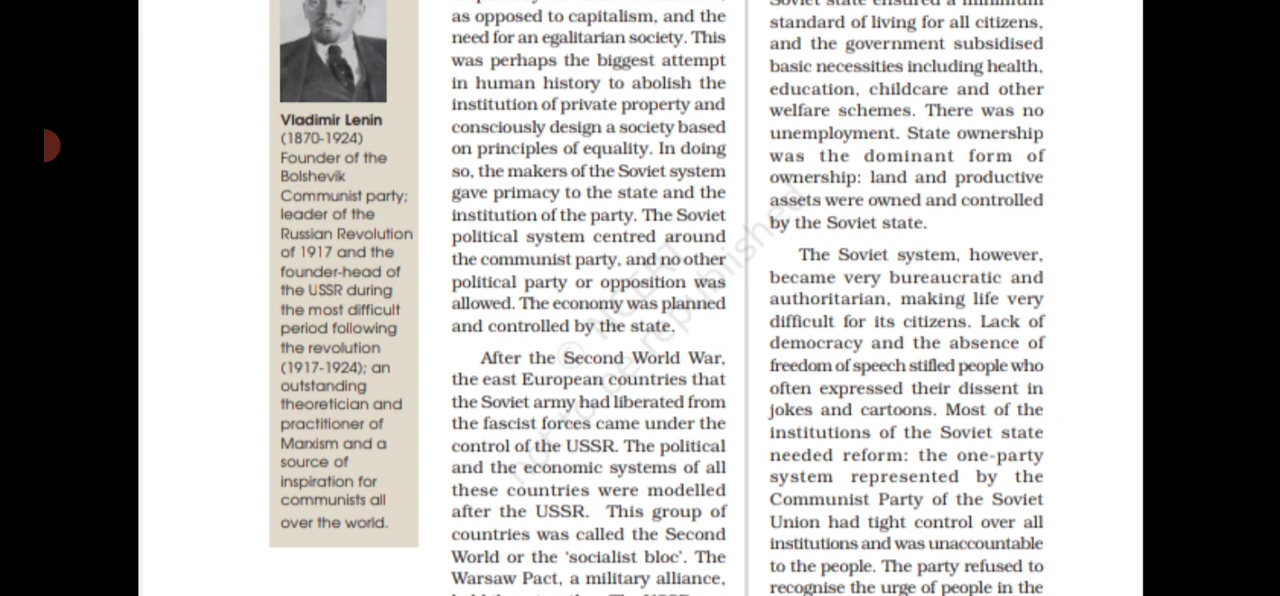 Vladimir Lenin
(1870-1924)
Founder of the
Bolshevik
Communist party;
leader of the
Russian Revolution
of 1917 and the
founder-head of
the USSR during
the most difficult
period following
the revolution
(1917-1924); an
outstanding
theoretician and
practitioner of
Marxism and a
source of
inspiration for
communists all
over the world.
as opposed to capitalism, and the
need for an egalitarian society. This
was perhaps the biggest attempt
in human history to abolish the
institution of private property and
consciously design a society based
on principles of equality. In doing
so, the makers of the Soviet system
gave primacy to the state and the
institution of the party. The Soviet
political system centred around
the communist party, and no other
political party or opposition was
allowed. The economy was planned
and controlled by the state.
After the Second World War,
the east European countries that
the Soviet army had liberated from
the fascist forces came under the
control of the USSR. The political
and the economic systems of all
these countries were modelled
after the USSR. This group of
countries was called the Second
World or the ‘socialist bloc’. The
Warsaw Pact, a military alliance,
Soviet state ensured a minimum
standard of living for all citizens,
and the government subsidised
basic necessities including health,
education, childcare and other
welfare schemes. There was no
unemployment. State ownership
was the dominant form of
ownership: land and productive
assets were owned and controlled
by the Soviet state.
The Soviet system, however,
became very bureaucratic and
authoritarian, making life very
difficult for its citizens. Lack of
democracy and the absence of
freedom of speech stifled people who
often expressed their dissent in
jokes and cartoons. Most of the
institutions of the Soviet state
needed reform: the one-party
system represented by the
Communist Party of the Soviet
Union had tight control over all
institutions and was unaccountable
to the people. The party refused to
recognise the urge of people in the
© NCERT
not to be republished